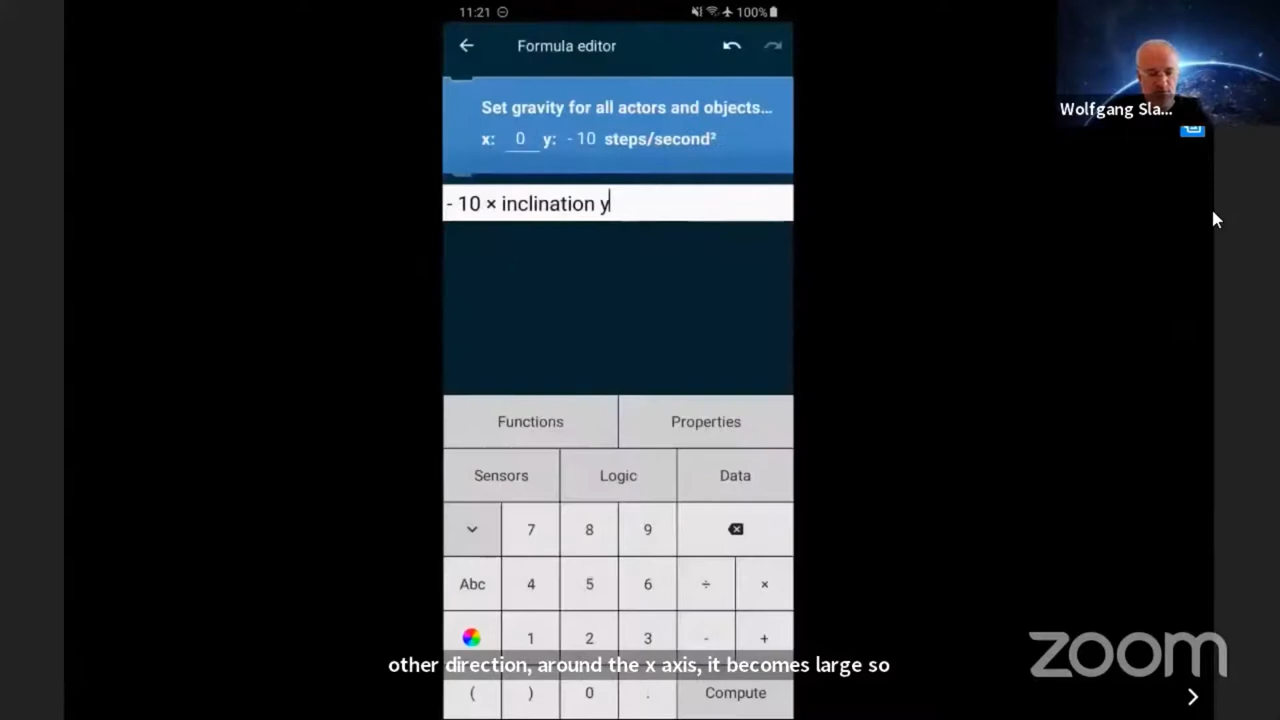 11:21 100%
Formula editor
Set gravity for all actors and objects...
x: 0 y: - 10 steps/second²
- 10 × inclination y
Functions Properties
Sensors Logic Data
7 8 9
Abc 4 5 6 ÷ ×
1 2 3 - +
( ) 0 . Compute
other direction, around the x axis, it becomes large so
Wolfgang Sla...
zoom